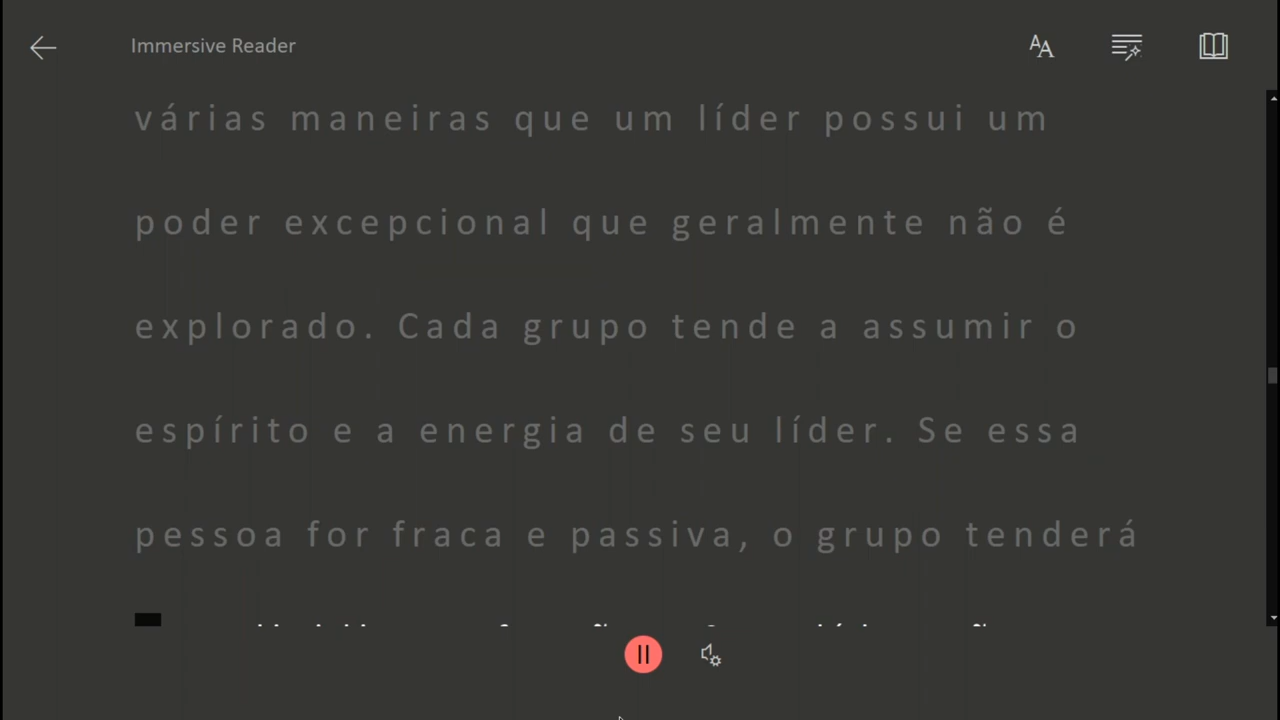 Immersive Reader
várias maneiras que um líder possui um
poder excepcional que geralmente não é
explorado. Cada grupo tende a assumir o
espírito e a energia de seu líder. Se essa
pessoa for fraca e passiva, o grupo tenderá